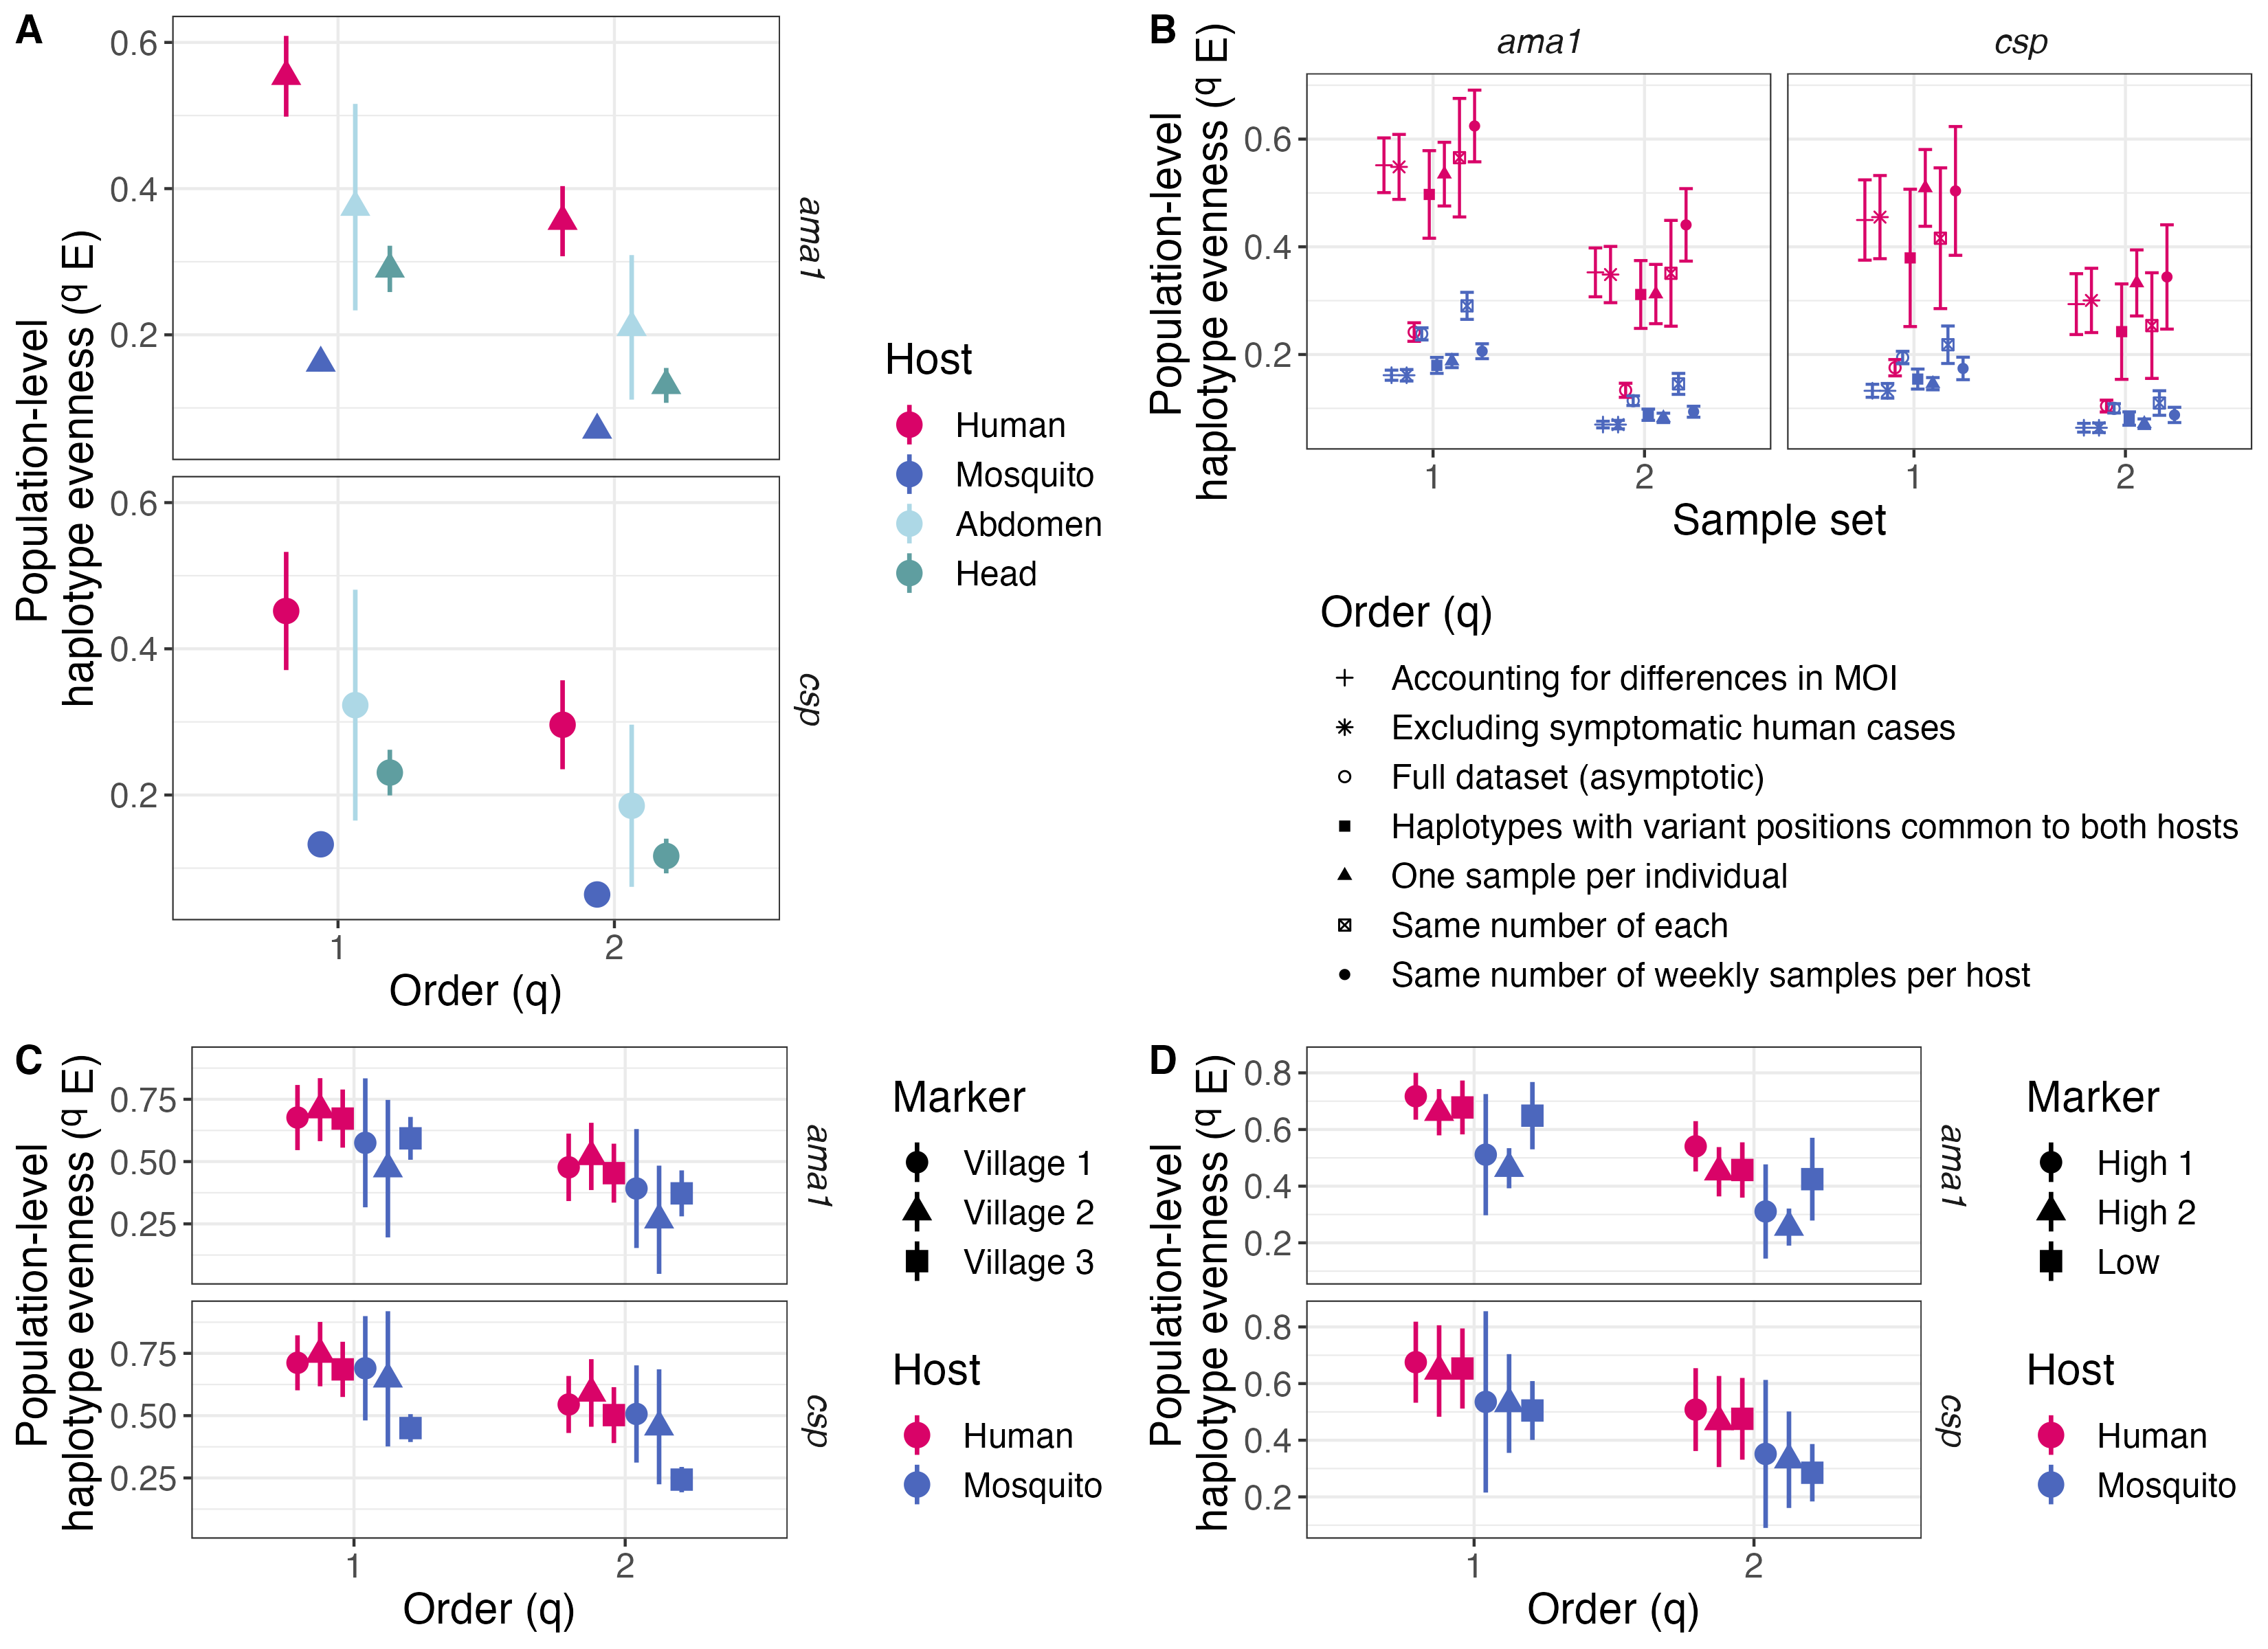 A
Population-level
haplotype evenness (q E)
0.6
0.4
0.2
ama1
0.6
0.4
0.2
csp
1
2
Order (q)
Host
Human
Mosquito
Abdomen
Head
B
Population-level
haplotype evenness (q E)
ama1
csp
0.6
0.4
0.2
1
2
1
2
Sample set
Order (q)
Accounting for differences in MOI
Excluding symptomatic human cases
Full dataset (asymptotic)
Haplotypes with variant positions common to both hosts
One sample per individual
Same number of each
Same number of weekly samples per host
C
Population-level
haplotype evenness (q E)
0.75
0.50
0.25
ama1
0.75
0.50
0.25
csp
1
2
Order (q)
Marker
Village 1
Village 2
Village 3
Host
Human
Mosquito
D
Population-level
haplotype evenness (q E)
0.8
0.6
0.4
0.2
ama1
0.8
0.6
0.4
0.2
csp
1
2
Order (q)
Marker
High 1
High 2
Low
Host
Human
Mosquito